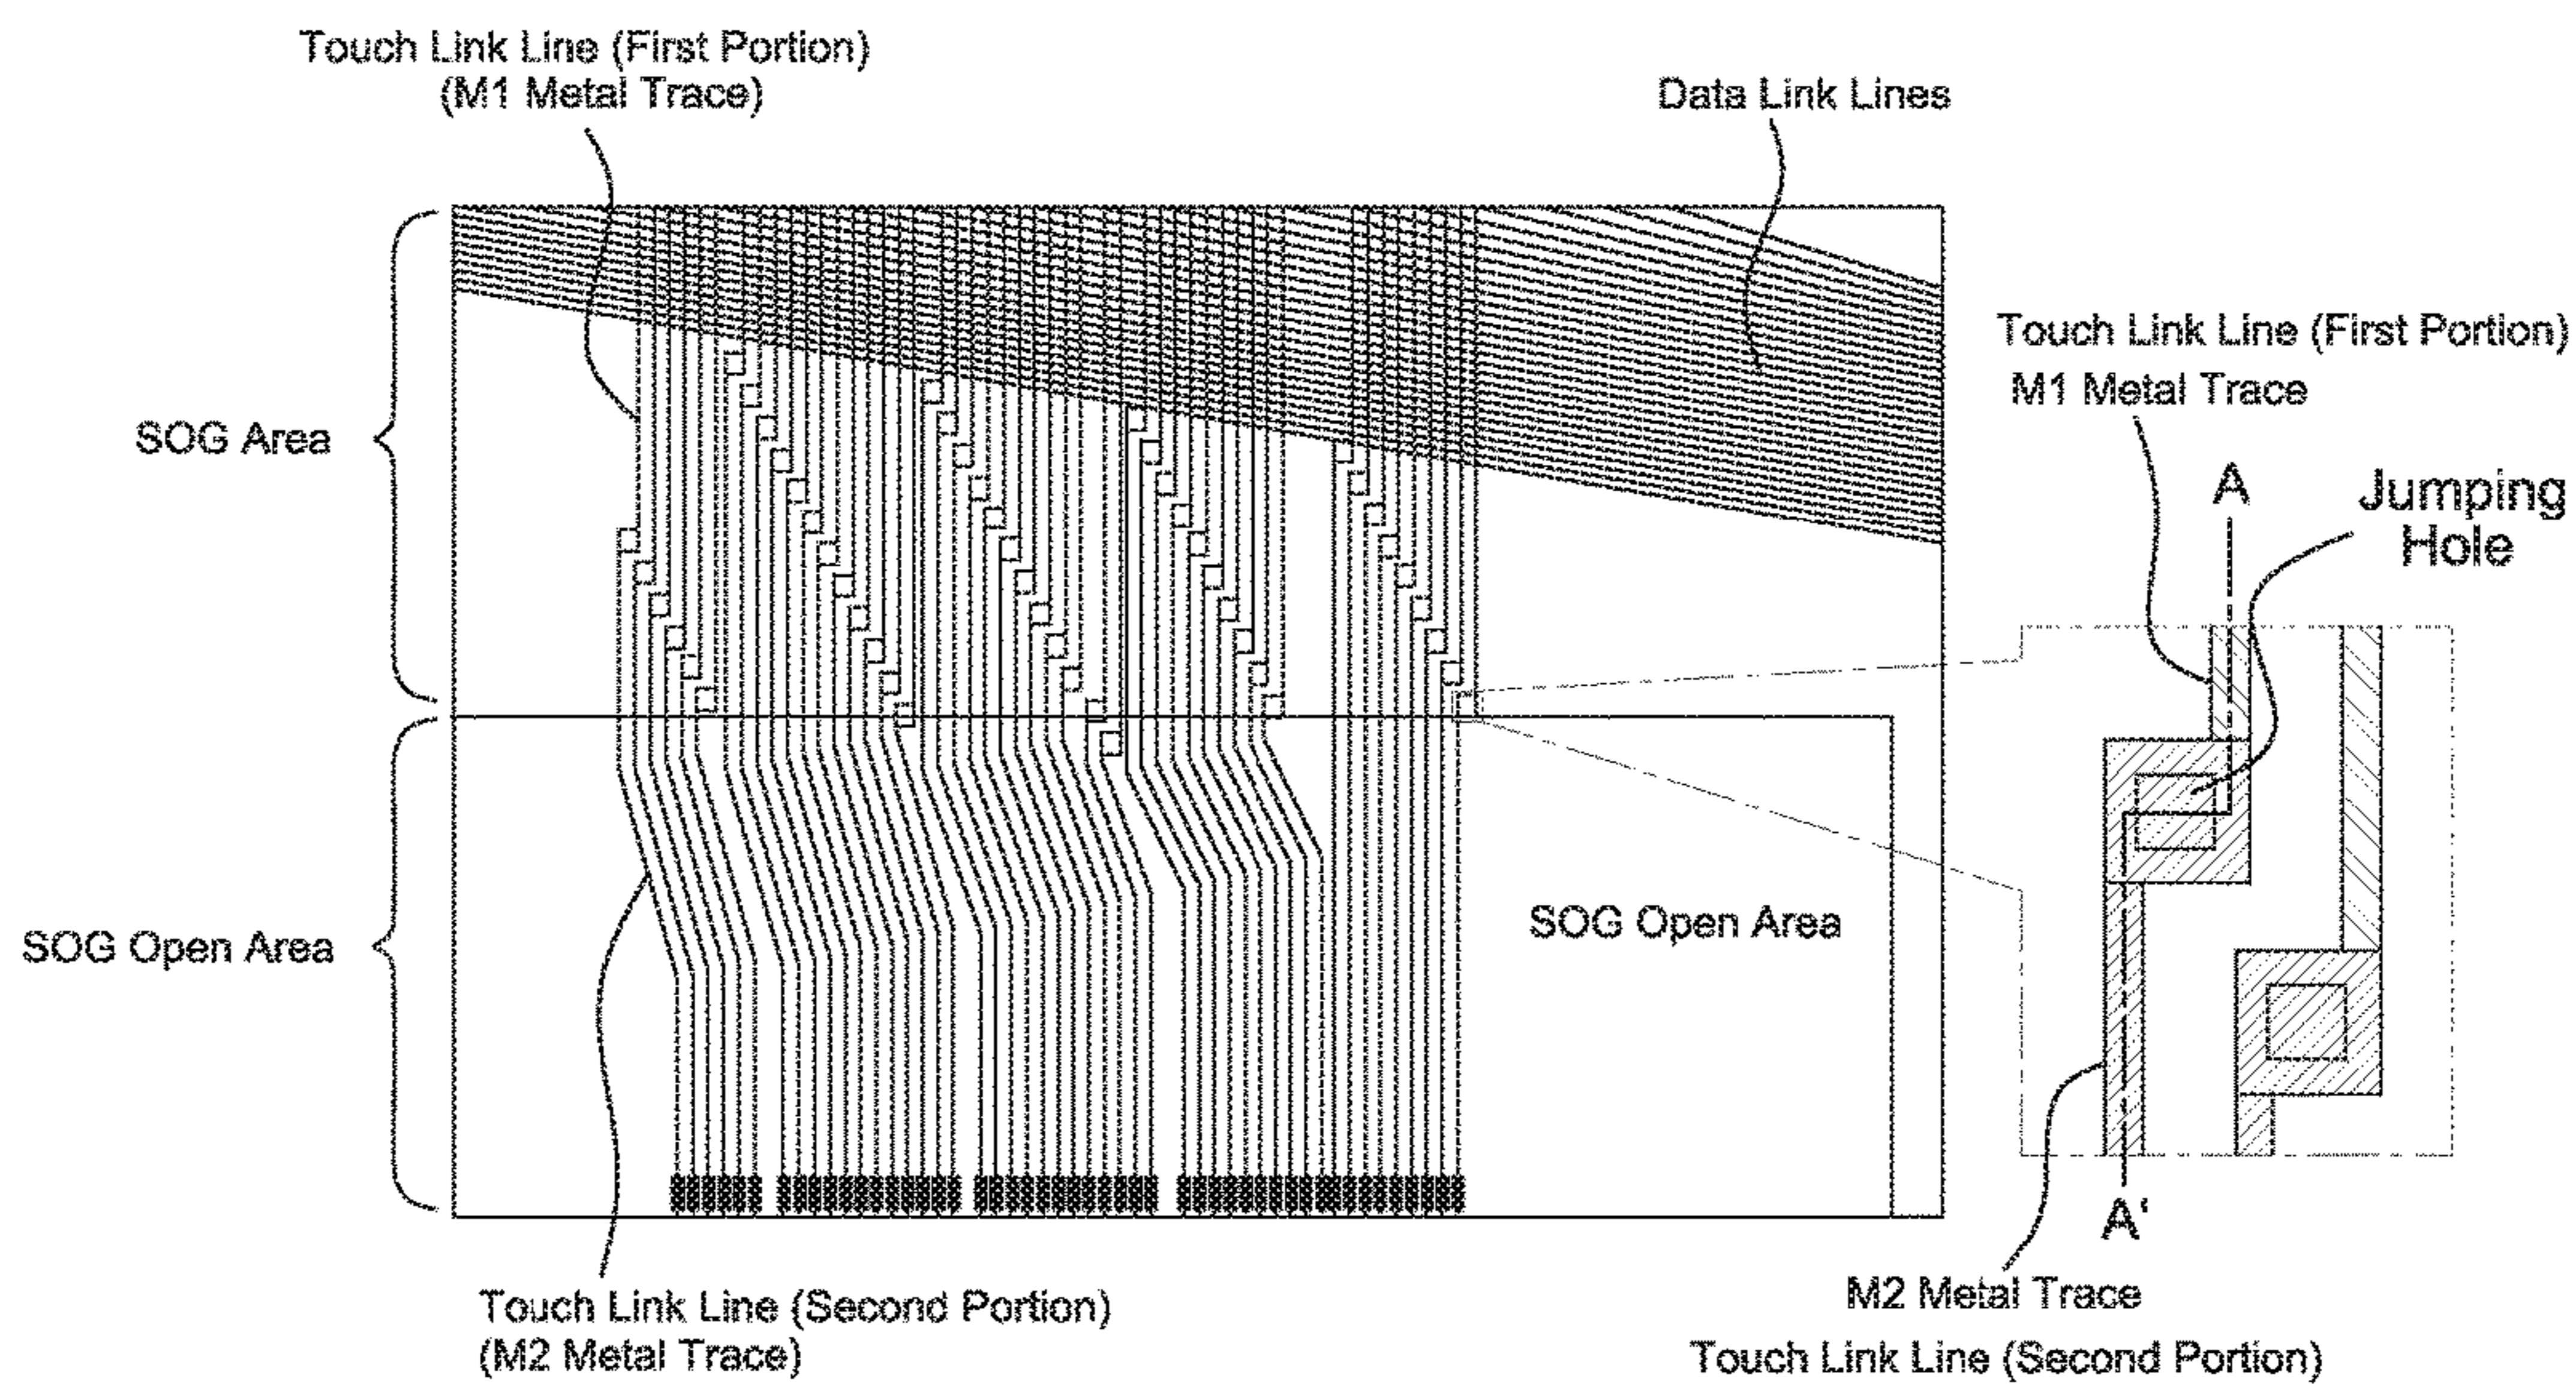 Touch Link Line (First Portion)
(M1 Metal Trace)
Data Link Lines
Touch Link Line (First Portion)
M1 Metal Trace
SOG Area
A
Jumping
Hole
SOG Open Area
SOG Open Area
A'
M2 Metal Trace
Touch Link Line (Second Portion)
Touch Link Line (Second Portion)
(M2 Metal Trace)